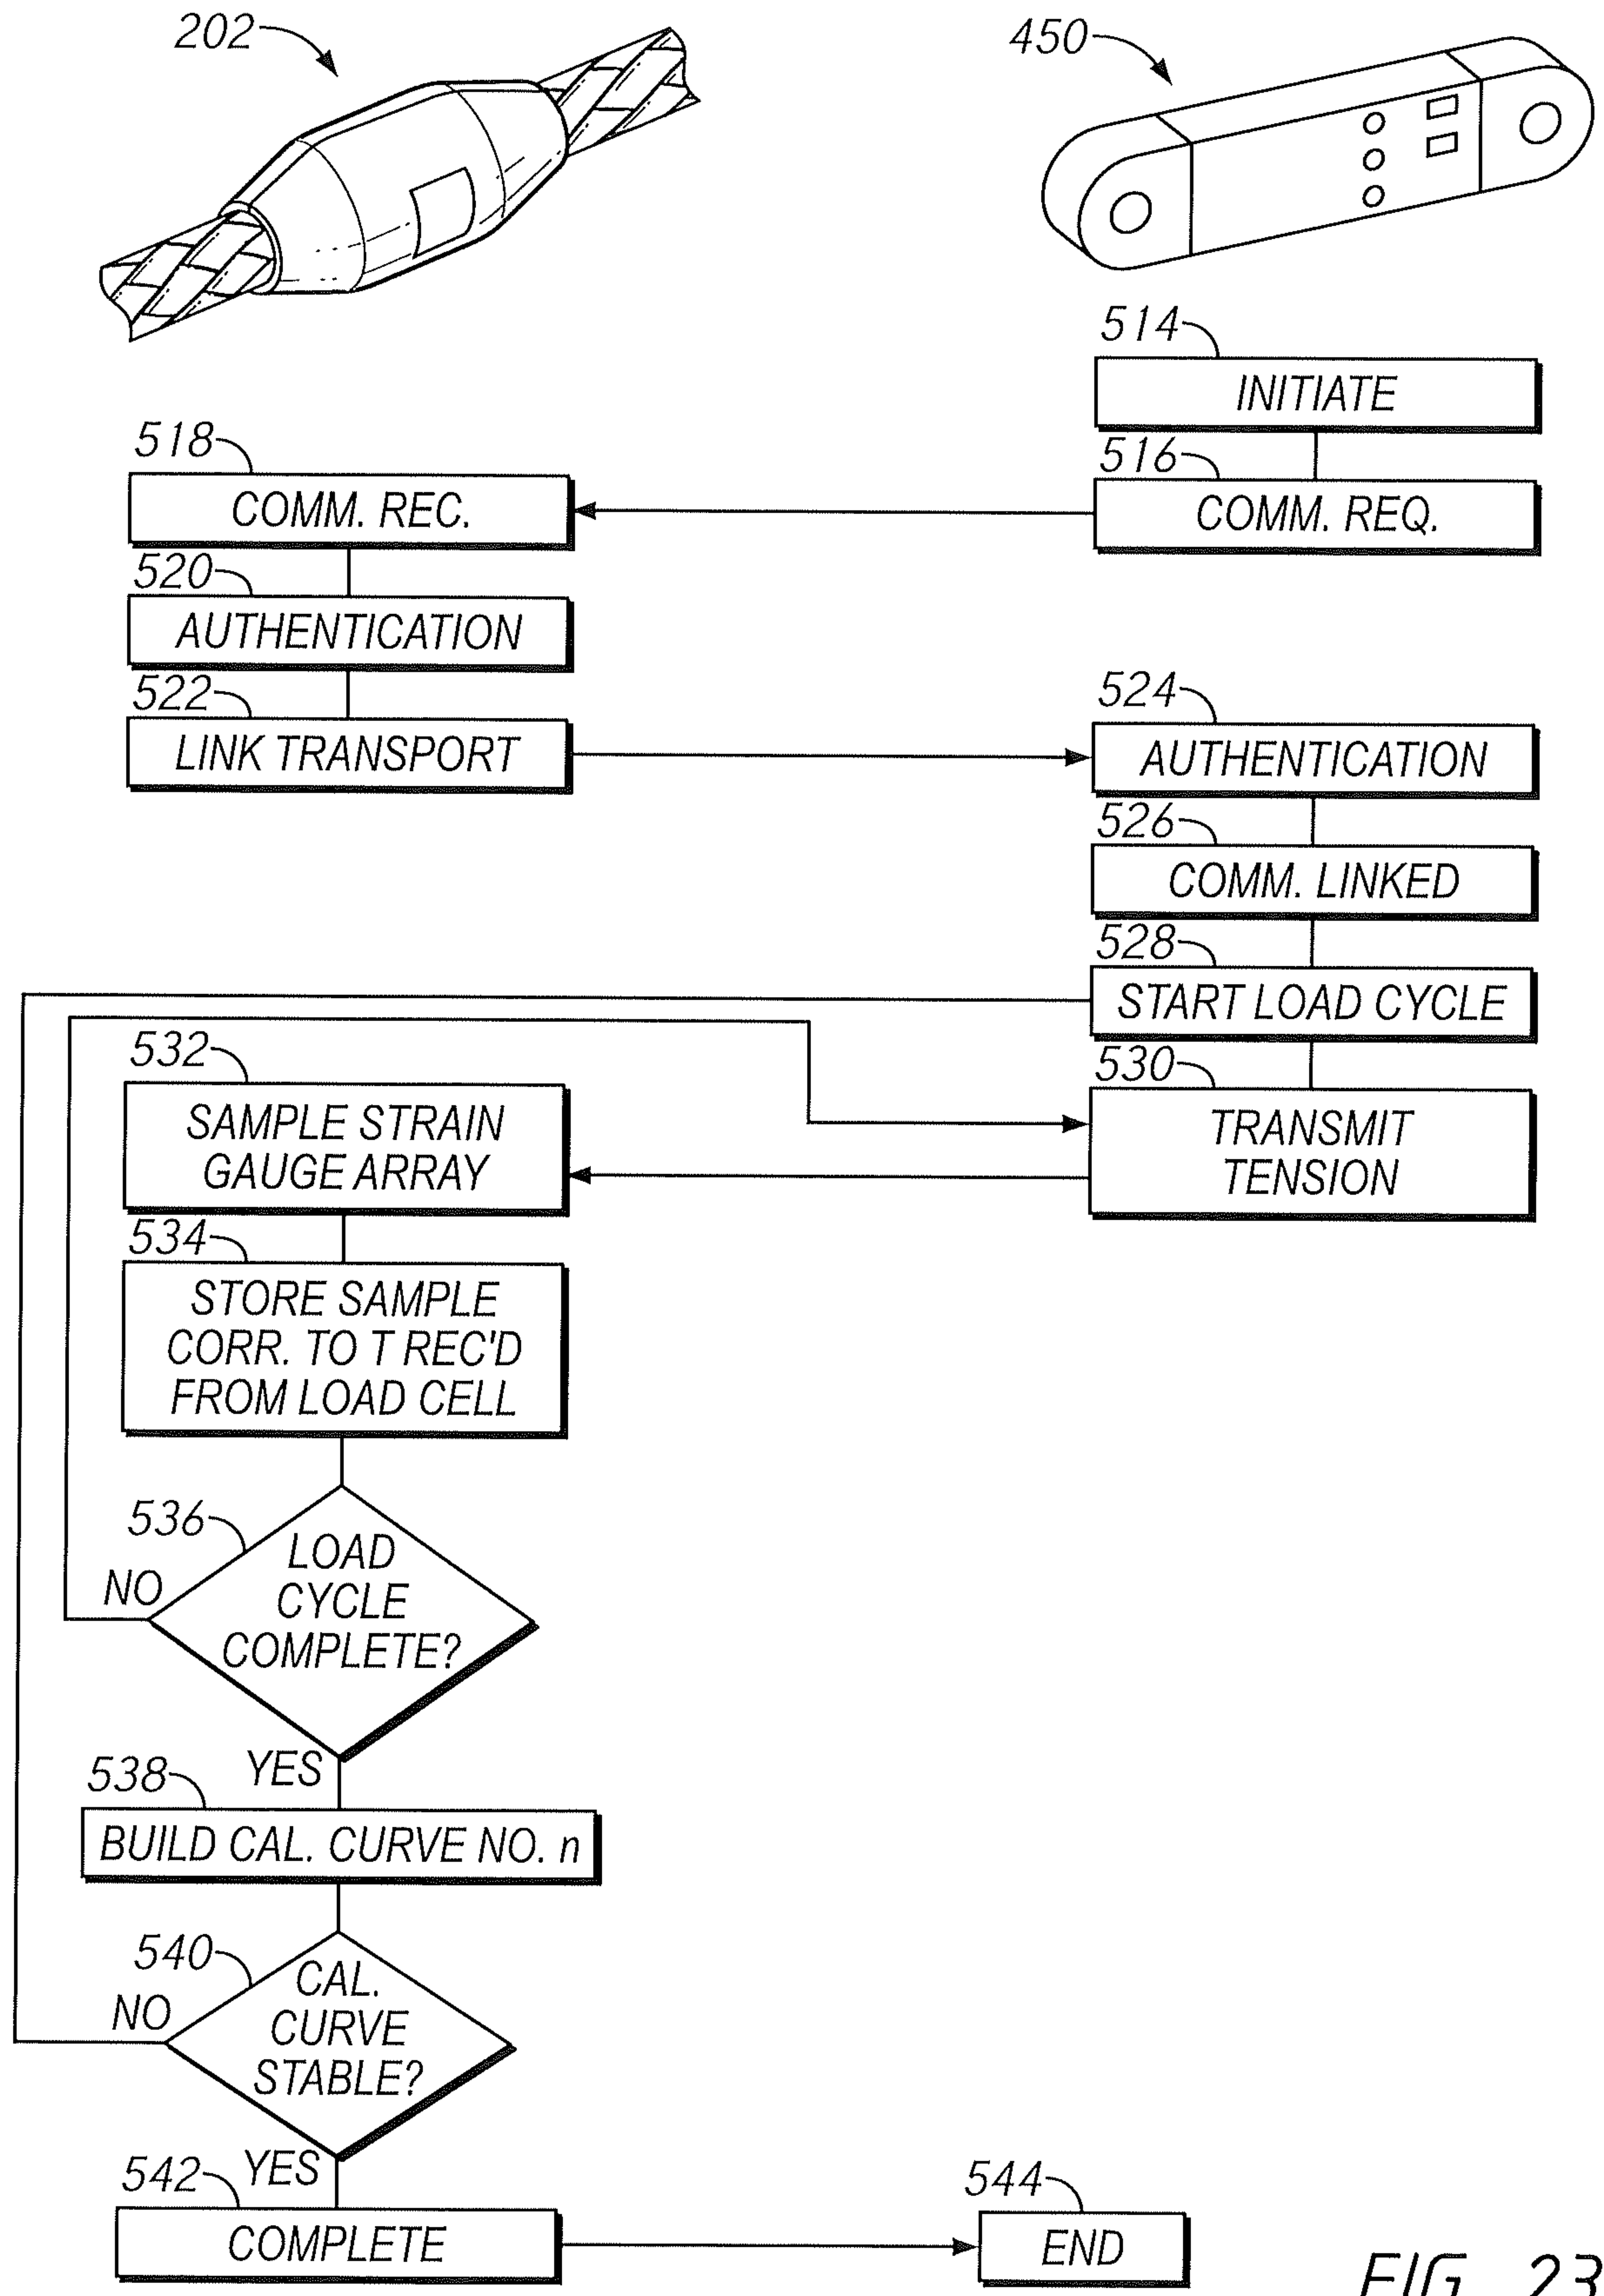 202
450
514
INITIATE
518
516
COMM. REC.
COMM. REQ.
520
AUTHENTICATION
522
524
LINK TRANSPORT
AUTHENTICATION
526
COMM. LINKED
528
START LOAD CYCLE
532
530
SAMPLE STRAIN
GAUGE ARRAY
TRANSMIT
TENSION
534
STORE SAMPLE
CORR. TO T REC'D
FROM LOAD CELL
536
LOAD
CYCLE
COMPLETE?
NO
YES
538
BUILD CAL. CURVE NO. n
540
CAL.
CURVE
STABLE?
NO
YES
542
544
COMPLETE
END
FIG. 23